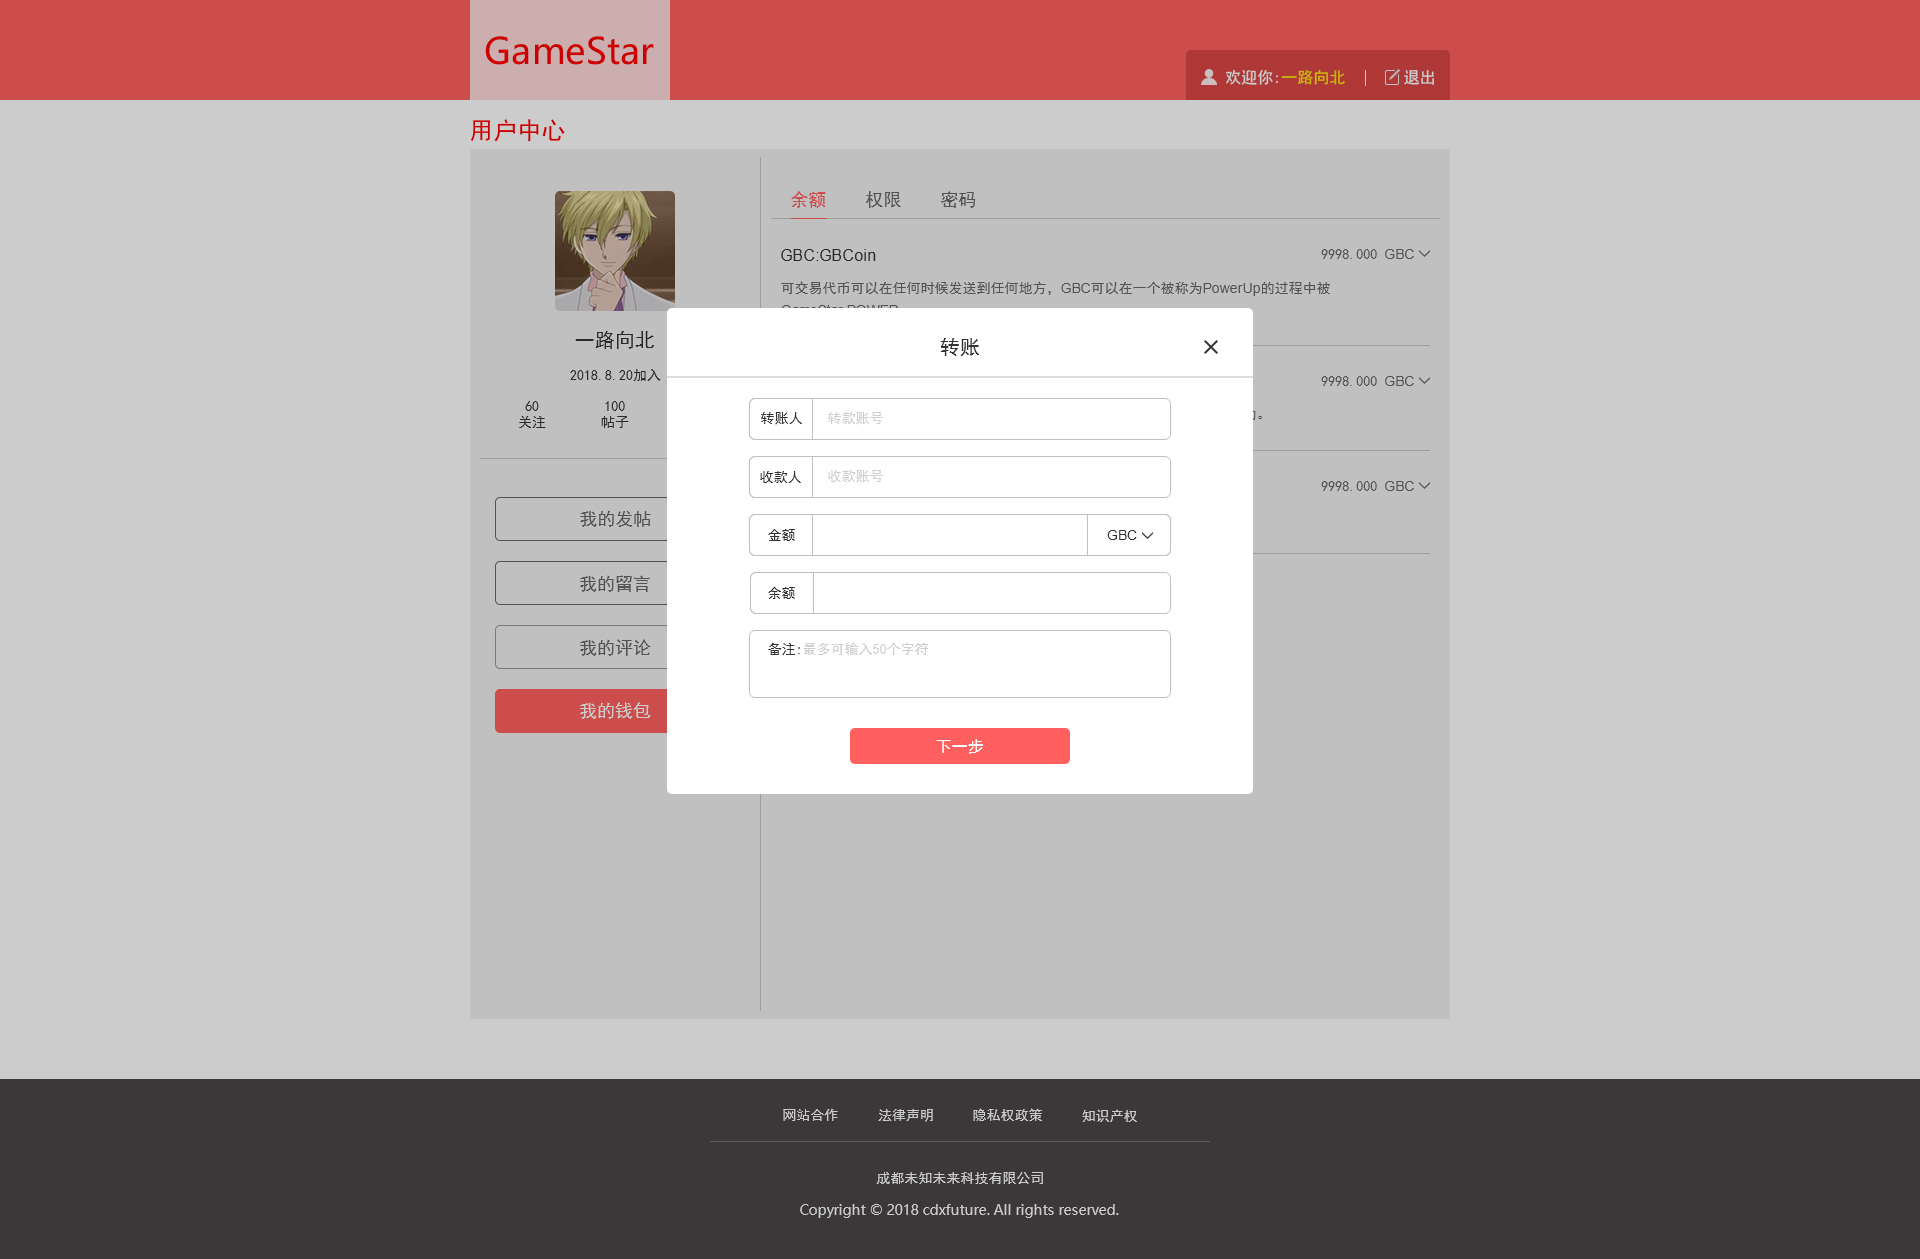 GameStar
欢迎你:一路向北
退出
用户中心
一路向北
2018. 8. 20加入
60
关注
100
帖子
我的发帖
我的留言
我的评论
我的钱包
余额 权限 密码
GBC:GBCoin
9998. 000 GBC
可交易代币可以在任何时候发送到任何地方，GBC可以在一个被称为PowerUp的过程中被
GameStar POWER
9998. 000 GBC
9998. 000 GBC
转账
转账人 转款账号
收款人 收款账号
金额 GBC
余额
备注:最多可输入50个字符
下一步
网站合作 法律声明 隐私权政策 知识产权
成都未知未来科技有限公司
Copyright © 2018 cdxfuture. All rights reserved.